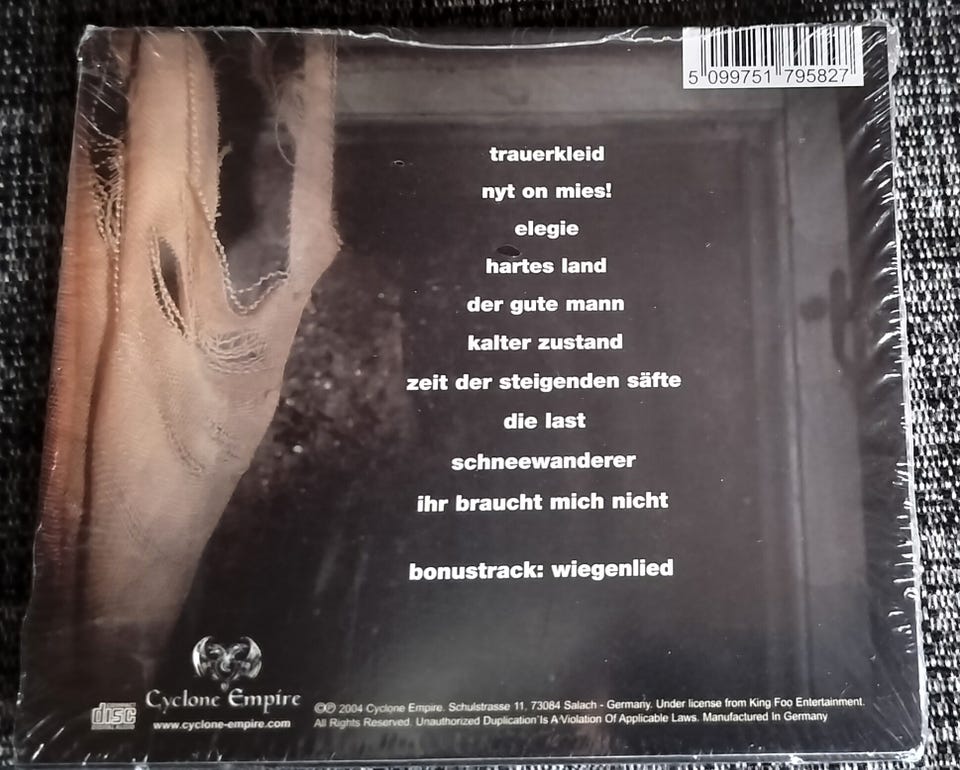 5 099751 795827
trauerkleid
nyt on mies!
elegie
hartes land
der gute mann
kalter zustand
zeit der steigenden säfte
die last
schneewanderer
ihr braucht mich nicht
bonustrack: wiegenlied
disc
Cyclone Empire
www.cyclone-empire.com
©℗ 2004 Cyclone Empire. Schulstrasse 11, 73084 Salach - Germany. Under license from King Foo Entertainment.
All Rights Reserved. Unauthorized Duplication Is A Violation Of Applicable Laws. Manufactured In Germany